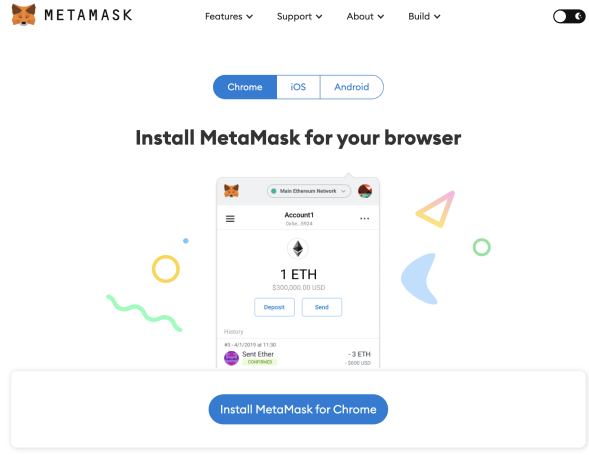 METAMASK
Features Support About Build
Chrome iOS Android
Install MetaMask for your browser
Main Ethereum Network
Account1
0x6e...5924
1 ETH
$300,000.00 USD
Deposit Send
History
#3 - 4/1/2019 at 11:30
Sent Ether - 3 ETH
CONFIRMED - $600 USD
Install MetaMask for Chrome